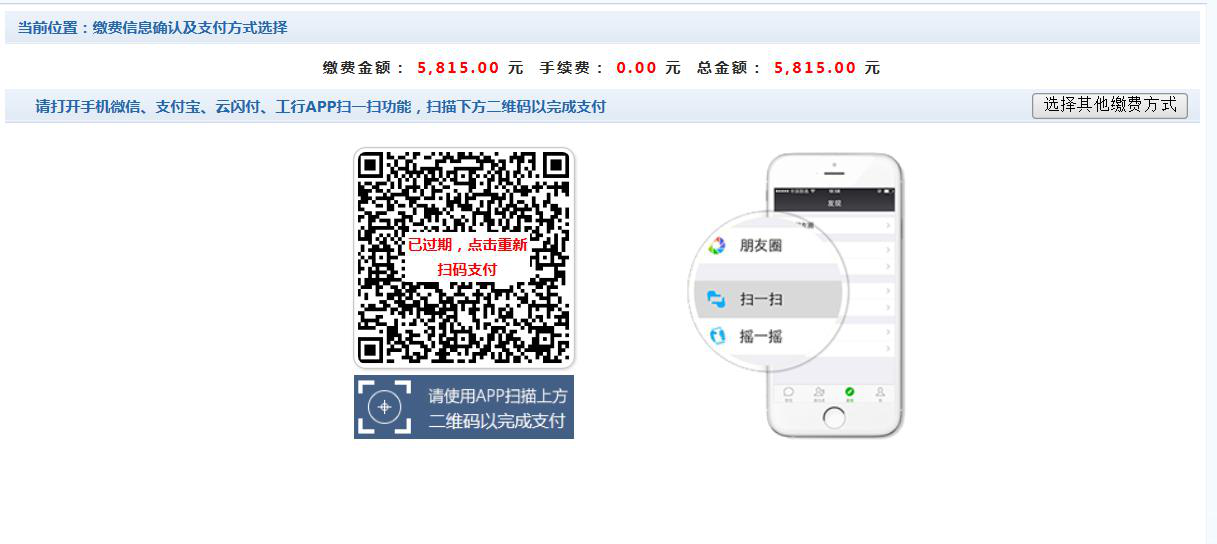 当前位置：缴费信息确认及支付方式选择
缴费金额： 5,815.00 元 手续费： 0.00 元 总金额： 5,815.00 元
请打开手机微信、支付宝、云闪付、工行APP扫一扫功能，扫描下方二维码以完成支付
选择其他缴费方式
已过期，点击重新
扫码支付
请使用APP扫描上方
二维码以完成支付
发现
朋友圈
扫一扫
摇一摇